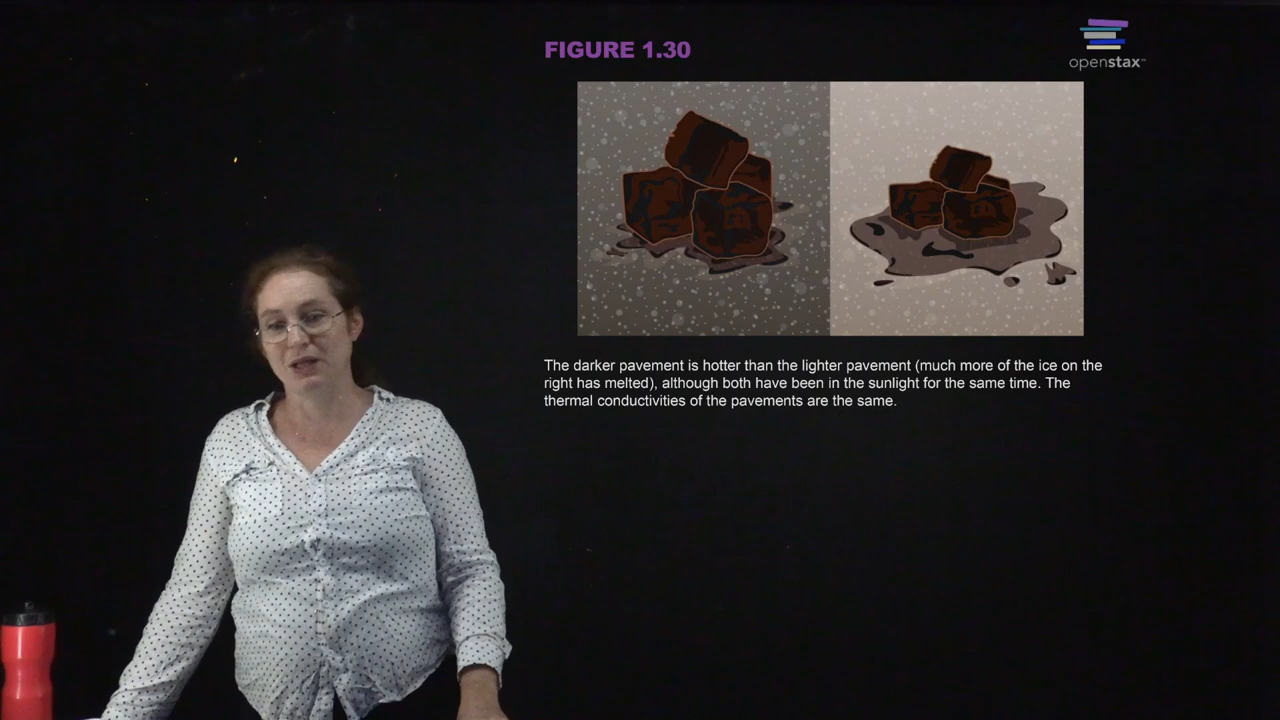 FIGURE 1.30
openstax™
The darker pavement is hotter than the lighter pavement (much more of the ice on the
right has melted), although both have been in the sunlight for the same time. The
thermal conductivities of the pavements are the same.